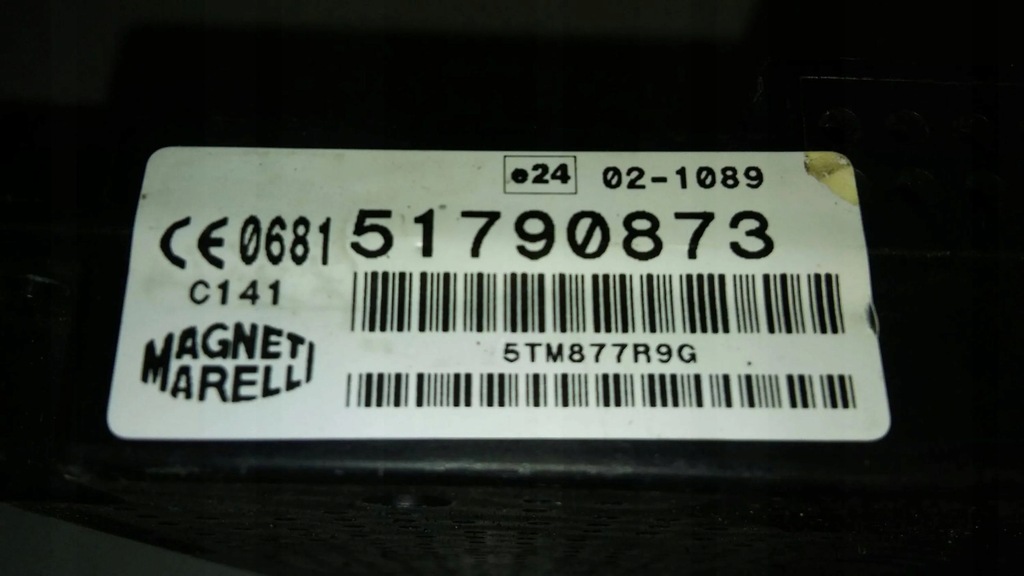 e24 02-1089
CE0681 51790873
C141
MAGNETI
MARELLI
5TM877R9G